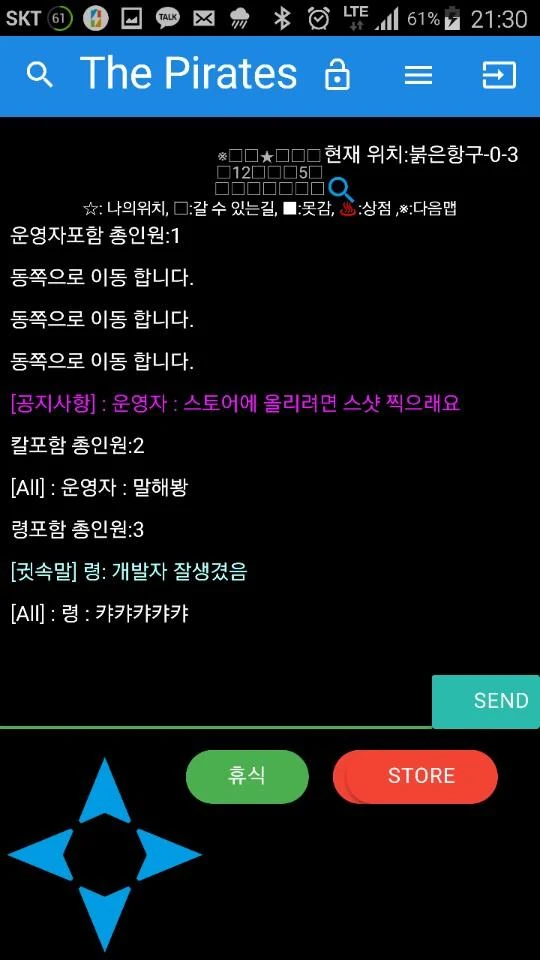 SKT 61 TALK LTE 61% 21:30
The Pirates
※□□★□□□ 현재 위치:붉은항구-0-3
□12□□□5□
□□□□□□□
☆: 나의위치, □:갈 수 있는길, ■:못감, ♨:상점 ,※:다음맵
운영자포함 총인원:1
동쪽으로 이동 합니다.
동쪽으로 이동 합니다.
동쪽으로 이동 합니다.
[공지사항] : 운영자 : 스토어에 올리려면 스샷 찍으래요
칼포함 총인원:2
[All] : 운영자 : 말해봥
령포함 총인원:3
[귓속말] 령: 개발자 잘생겼음
[All] : 령 : 캬캬캬캬캬
SEND
휴식 STORE